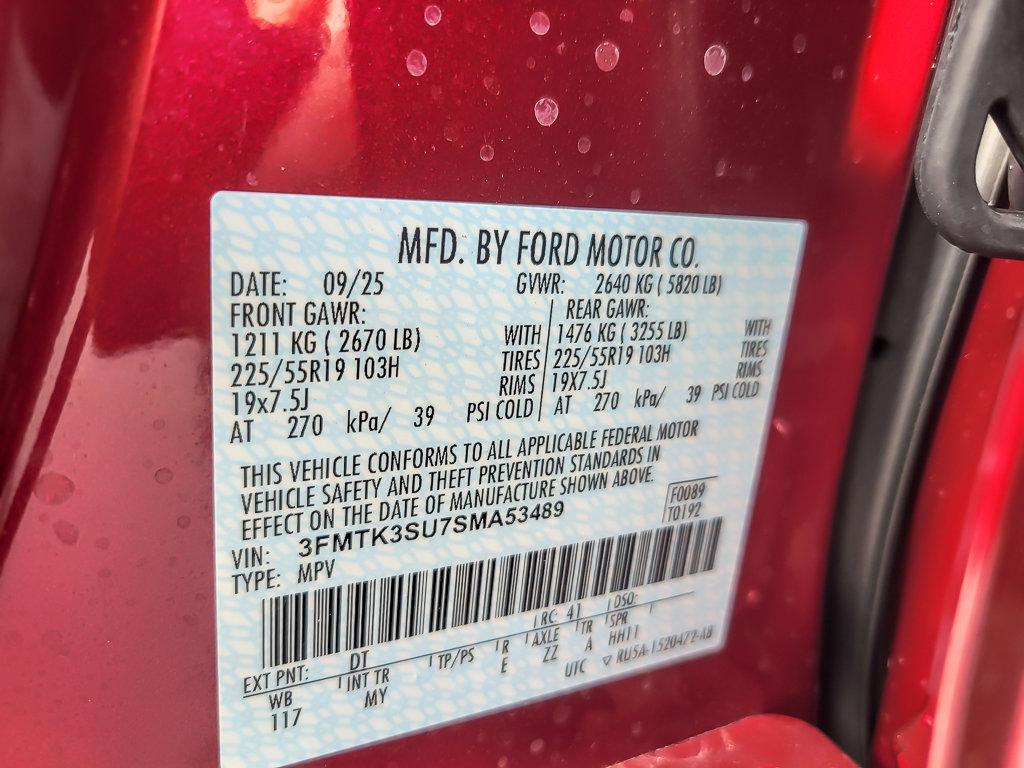 MFD. BY FORD MOTOR CO.
DATE: 09/25 GVWR: 2640 KG ( 5820 LB)
FRONT GAWR: REAR GAWR:
1211 KG ( 2670 LB) WITH 1476 KG ( 3255 LB) WITH
225/55R19 103H TIRES 225/55R19 103H TIRES
19x7.5J RIMS 19X7.5J RIMS
AT 270 kPa/ 39 PSI COLD AT 270 kPa/ 39 PSI COLD
THIS VEHICLE CONFORMS TO ALL APPLICABLE FEDERAL MOTOR
VEHICLE SAFETY AND THEFT PREVENTION STANDARDS IN
EFFECT ON THE DATE OF MANUFACTURE SHOWN ABOVE.
F0089
T0192
VIN: 3FMTK3SU7SMA53489
TYPE: MPV
EXT PNT: DT RC: 41 DSO:
WB INT TR TP/PS R AXLE TR SPR
117 MY E ZZ A HH11
UTC ▽ RU5A-1520472-AB